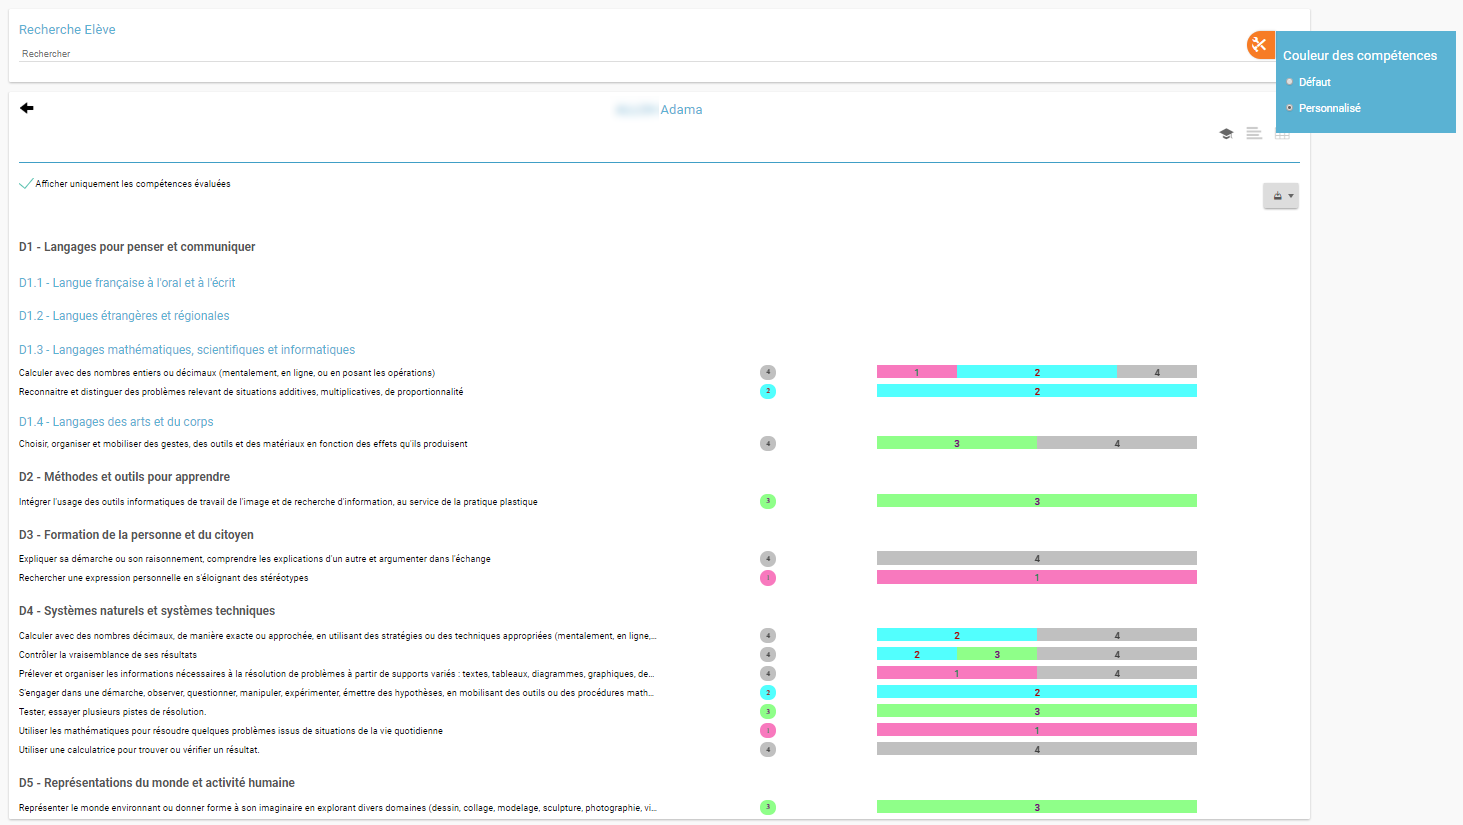 Recherche Elève
Rechercher
Couleur des compétences
Défaut
Personnalisé
Adama
Afficher uniquement les compétences évaluées
D1 - Langages pour penser et communiquer
D1.1 - Langue française à l'oral et à l'écrit
D1.2 - Langues étrangères et régionales
D1.3 - Langages mathématiques, scientifiques et informatiques
Calculer avec des nombres entiers ou décimaux (mentalement, en ligne, ou en posant les opérations) 4 1 2 4
Reconnaitre et distinguer des problèmes relevant de situations additives, multiplicatives, de proportionnalité 2 2
D1.4 - Langages des arts et du corps
Choisir, organiser et mobiliser des gestes, des outils et des matériaux en fonction des effets qu'ils produisent 4 3 4
D2 - Méthodes et outils pour apprendre
Intégrer l'usage des outils informatiques de travail de l'image et de recherche d'information, au service de la pratique plastique 3 3
D3 - Formation de la personne et du citoyen
Expliquer sa démarche ou son raisonnement, comprendre les explications d'un autre et argumenter dans l'échange 4 4
Rechercher une expression personnelle en s'éloignant des stéréotypes 1 1
D4 - Systèmes naturels et systèmes techniques
Calculer avec des nombres décimaux, de manière exacte ou approchée, en utilisant des stratégies ou des techniques appropriées (mentalement, en ligne,... 4 2 4
Contrôler la vraisemblance de ses résultats 4 2 3 4
Prélever et organiser les informations nécessaires à la résolution de problèmes à partir de supports variés : textes, tableaux, diagrammes, graphiques, de... 4 1 4
S'engager dans une démarche, observer, questionner, manipuler, expérimenter, émettre des hypothèses, en mobilisant des outils ou des procédures math... 2 2
Tester, essayer plusieurs pistes de résolution. 3 3
Utiliser les mathématiques pour résoudre quelques problèmes issus de situations de la vie quotidienne 1 1
Utiliser une calculatrice pour trouver ou vérifier un résultat. 4 4
D5 - Représentations du monde et activité humaine
Représenter le monde environnant ou donner forme à son imaginaire en explorant divers domaines (dessin, collage, modelage, sculpture, photographie, vi... 3 3